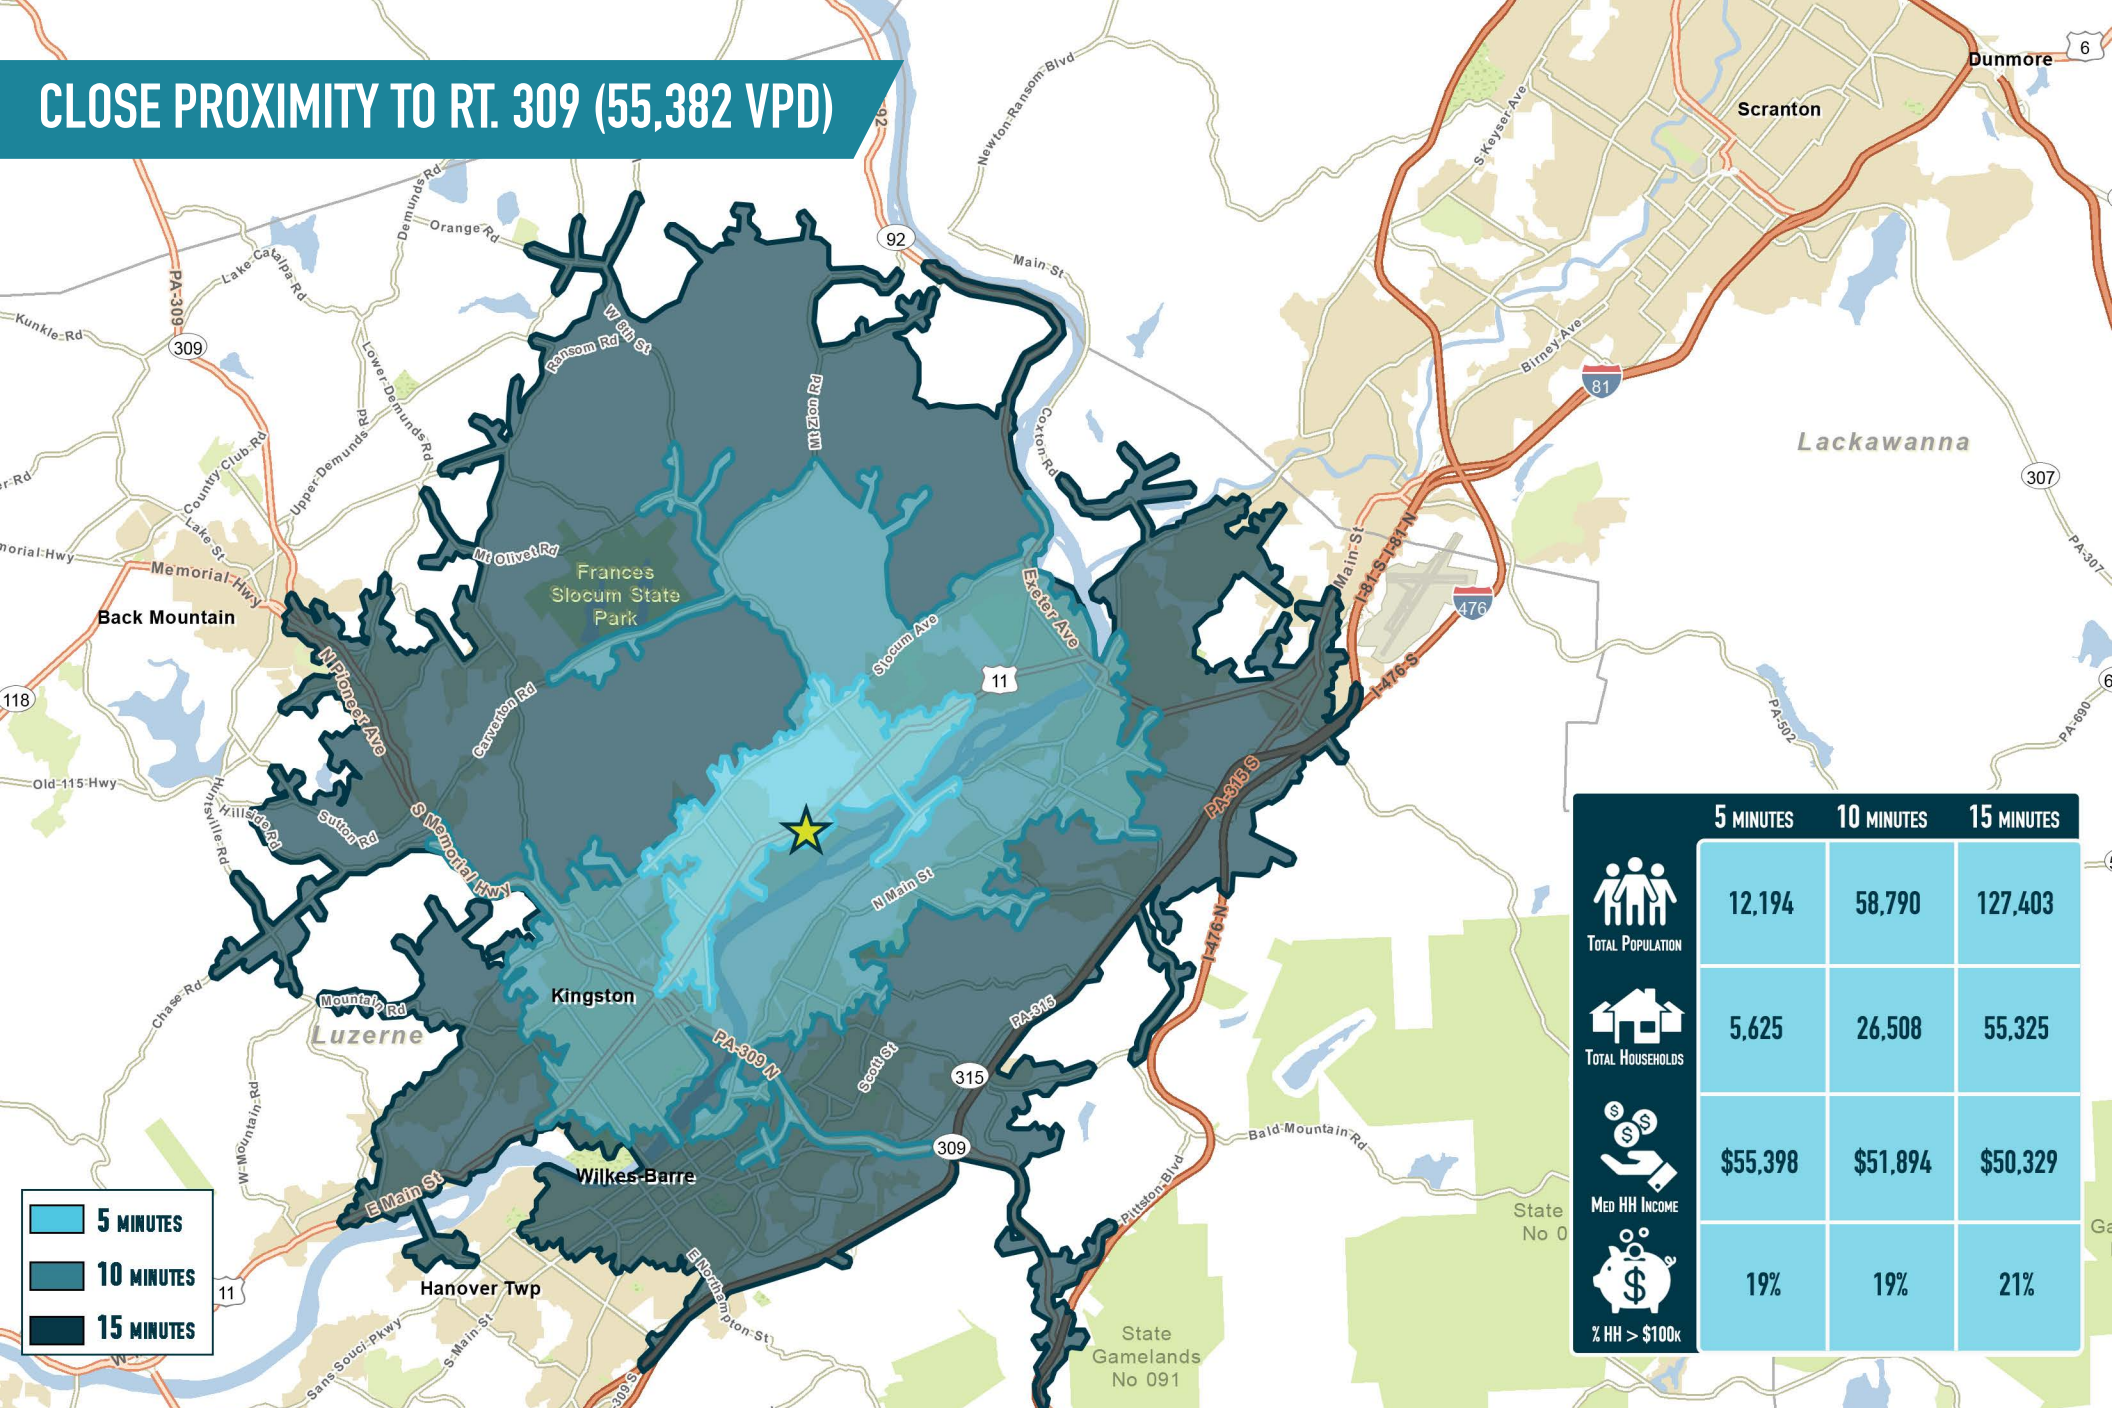 CLOSE PROXIMITY TO RT. 309 (55,382 VPD)
Dunmore
6
Scranton
92
Newton-Ransom-Blvd
S-Keyser-Ave
Demunds-Rd
Orange-Rd
92
Main-St
Lake Catalpa-Rd
PA-309
Kunkle-Rd
309
W 8th St
Ransom Rd
Birney-Ave
81
Lower-Demunds-Rd
Mt Zion Rd
Coxton-Rd
Lackawanna
307
Upper-Demunds-Rd
Country Club-Rd
Lake-St
Mt Olivet Rd
Main-St
I-81-S-I-81-N
PA-307
Memorial-Hwy
Frances
Slocum State
Park
Exeter Ave
476
Back Mountain
Slocum Ave
118
N Pioneer Ave
11
I-476-S
Carverton Rd
PA-502
PA-690
Old-115-Hwy
Huntsville-Rd
Hillside-Rd
Sutton Rd
S Memorial Hwy
PA-315 S
N Main St
I-476-N
Kingston
Chase-Rd
Mountain Rd
Luzerne
PA-315
PA-309 N
Scott St
315
W-Mountain-Rd
309
Bald-Mountain-Rd
Wilkes-Barre
E Main St
Pittston-Blvd
State
No 0
Hanover Twp
E Northampton-St
11
Sans Souci-Pkwy
S-Main-St
309-S
State
Gamelands
No 091
Ga
5 MINUTES
10 MINUTES
15 MINUTES
5 MINUTES 10 MINUTES 15 MINUTES
TOTAL POPULATION 12,194 58,790 127,403
TOTAL HOUSEHOLDS 5,625 26,508 55,325
MED HH INCOME $55,398 $51,894 $50,329
% HH > $100K 19% 19% 21%